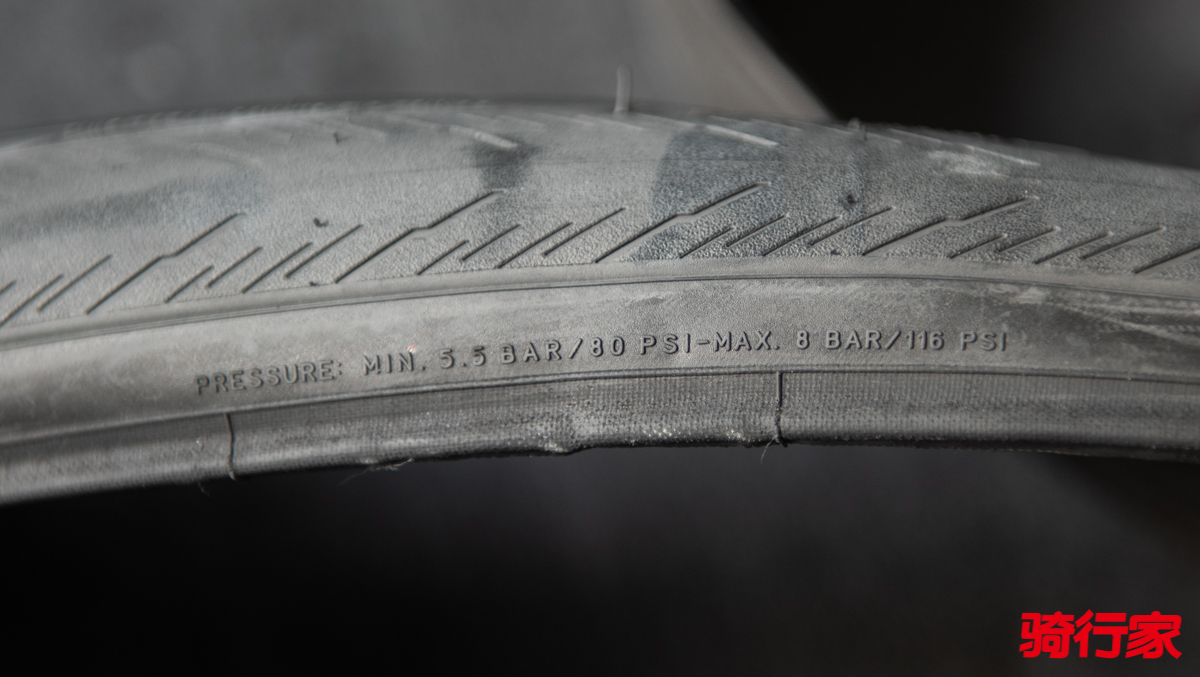 PRESSURE: MIN. 5.5 BAR/80 PSI-MAX. 8 BAR/116 PSI
骑行家